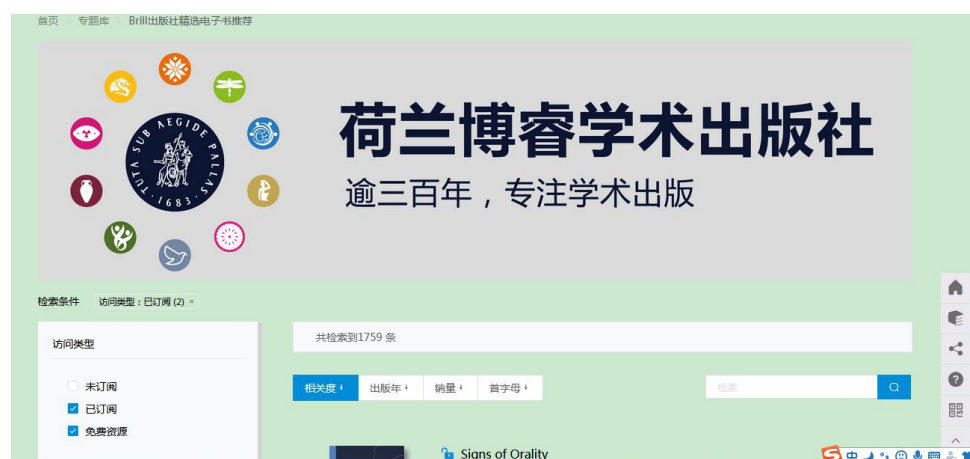 首页 > 专题库 > Brill出版社精选电子书推荐
TUTA SUB AEGIDE PALLAS
·1683·
荷兰博睿学术出版社
逾三百年，专注学术出版
检索条件 访问类型：已订阅 (2) ×
访问类型
共检索到1759 条
未订阅
已订阅
免费资源
相关度 出版年 销量 首字母 检索
Signs of Orality
中